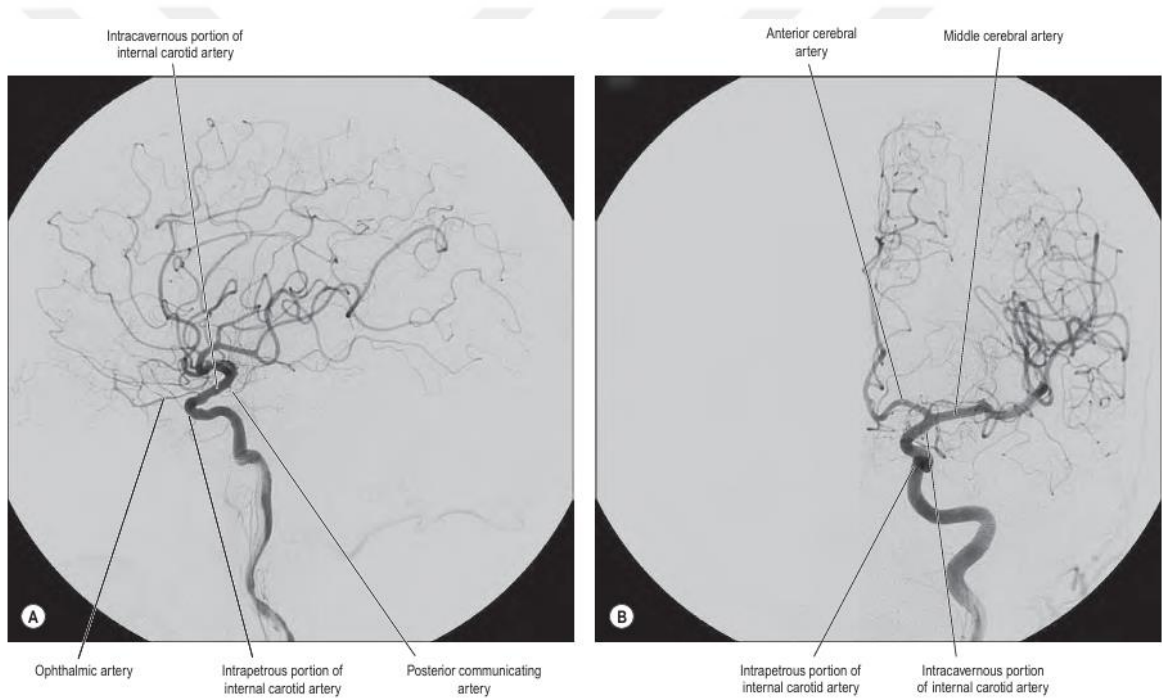 Intracavernous portion of
internal carotid artery
Anterior cerebral
artery
Middle cerebral artery
A
B
Ophthalmic artery
Intrapetrous portion of
internal carotid artery
Posterior communicating
artery
Intrapetrous portion of
internal carotid artery
Intracavernous portion
of internal carotid artery